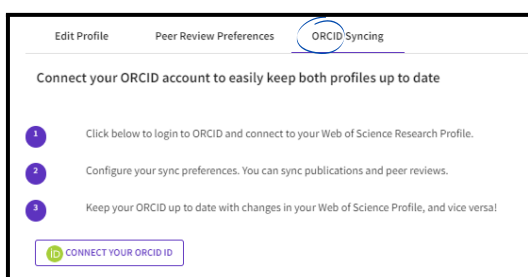 Edit Profile Peer Review Preferences ORCID Syncing
Connect your ORCID account to easily keep both profiles up to date
1 Click below to login to ORCID and connect to your Web of Science Research Profile.
2 Configure your sync preferences. You can sync publications and peer reviews.
3 Keep your ORCID up to date with changes in your Web of Science Profile, and vice versa!
iD CONNECT YOUR ORCID ID